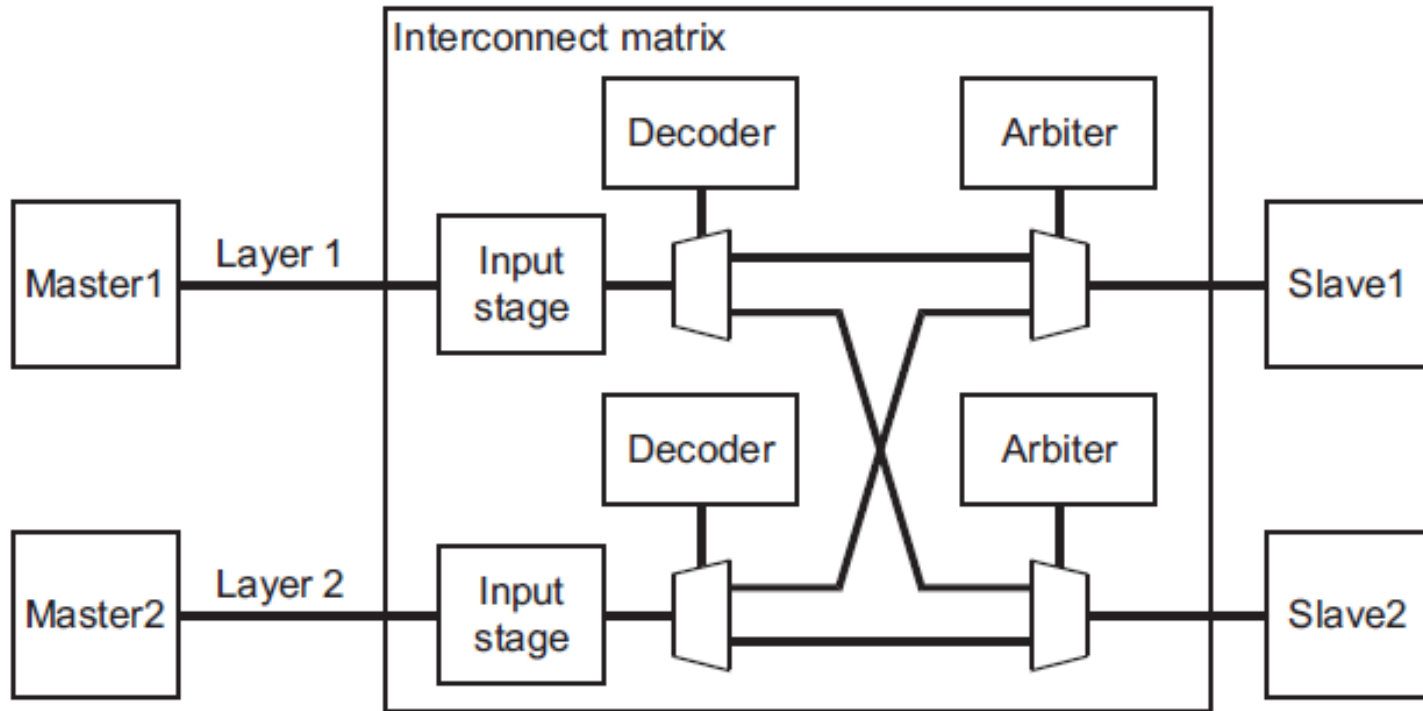 Interconnect matrix
Decoder
Arbiter
Master1
Layer 1
Input
stage
Slave1
Decoder
Arbiter
Master2
Layer 2
Input
stage
Slave2